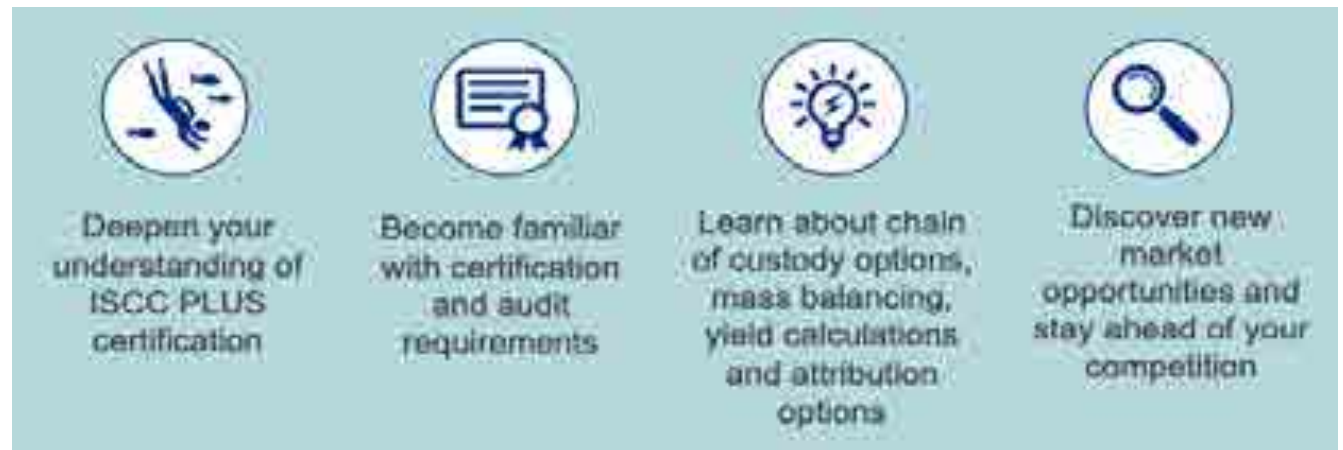 Deepen your
understanding of
ISCC PLUS
certification
Become familiar
with certification
and audit
requirements
Learn about chain
of custody options,
mass balancing,
yield calculations
and attribution
options
Discover new
market
opportunities and
stay ahead of your
competition